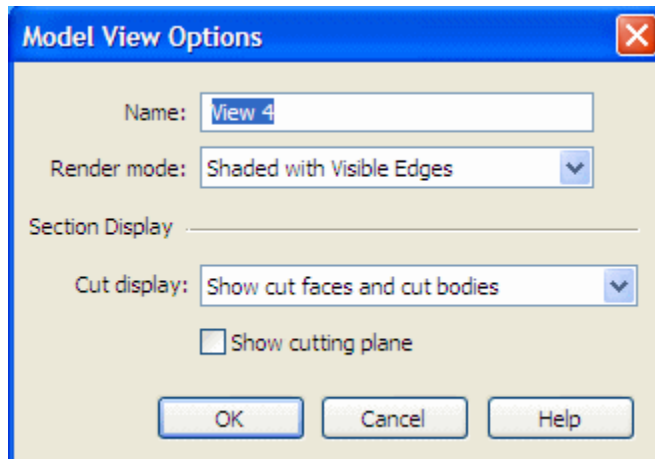 Model View Options
Name: View 4
Render mode: Shaded with Visible Edges
Section Display
Cut display: Show cut faces and cut bodies
Show cutting plane
OK Cancel Help